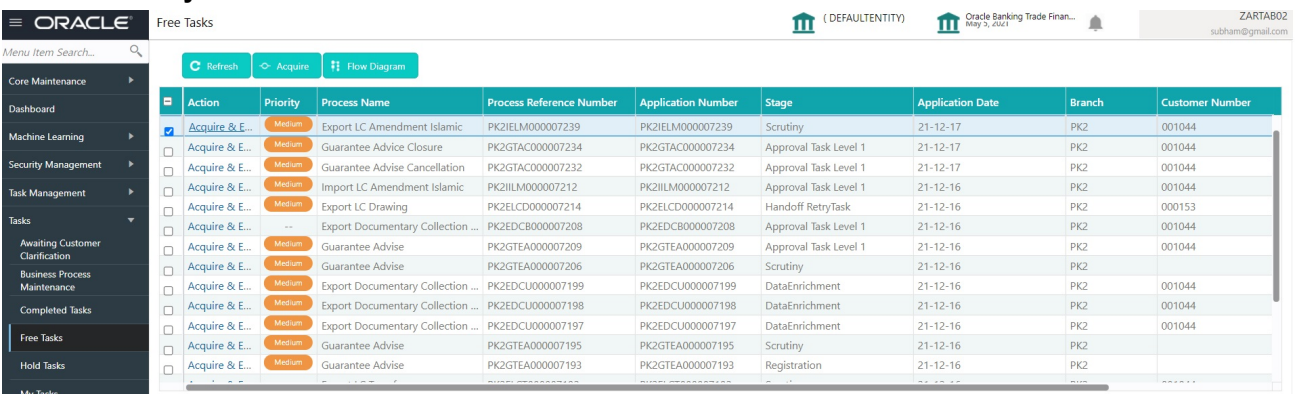 ORACLE
Free Tasks
( DEFAULTENTITY)
Oracle Banking Trade Finan...
May 5, 2021
ZARTAB02
subham@gmail.com
Menu Item Search...
Core Maintenance
Dashboard
Machine Learning
Security Management
Task Management
Tasks
Awaiting Customer
Clarification
Business Process
Maintenance
Completed Tasks
Free Tasks
Hold Tasks
My Tasks
Refresh Acquire Flow Diagram
Action Priority Process Name Process Reference Number Application Number Stage Application Date Branch Customer Number
Acquire & E... Medium Export LC Amendment Islamic PK2IELM000007239 PK2IELM000007239 Scrutiny 21-12-17 PK2 001044
Acquire & E... Medium Guarantee Advice Closure PK2GTAC000007234 PK2GTAC000007234 Approval Task Level 1 21-12-17 PK2 001044
Acquire & E... Medium Guarantee Advise Cancellation PK2GTAC000007232 PK2GTAC000007232 Approval Task Level 1 21-12-17 PK2 001044
Acquire & E... Medium Import LC Amendment Islamic PK2IILM000007212 PK2IILM000007212 Approval Task Level 1 21-12-16 PK2 001044
Acquire & E... Medium Export LC Drawing PK2ELCD000007214 PK2ELCD000007214 Handoff RetryTask 21-12-16 PK2 000153
Acquire & E... -- Export Documentary Collection ... PK2EDCB000007208 PK2EDCB000007208 Approval Task Level 1 21-12-16 PK2 001044
Acquire & E... Medium Guarantee Advise PK2GTEA000007209 PK2GTEA000007209 Approval Task Level 1 21-12-16 PK2 001044
Acquire & E... Medium Guarantee Advise PK2GTEA000007206 PK2GTEA000007206 Scrutiny 21-12-16 PK2
Acquire & E... Medium Export Documentary Collection ... PK2EDCU000007199 PK2EDCU000007199 DataEnrichment 21-12-16 PK2 001044
Acquire & E... Medium Export Documentary Collection ... PK2EDCU000007198 PK2EDCU000007198 DataEnrichment 21-12-16 PK2 001044
Acquire & E... Medium Export Documentary Collection ... PK2EDCU000007197 PK2EDCU000007197 DataEnrichment 21-12-16 PK2 001044
Acquire & E... Medium Guarantee Advise PK2GTEA000007195 PK2GTEA000007195 Scrutiny 21-12-16 PK2
Acquire & E... Medium Guarantee Advise PK2GTEA000007193 PK2GTEA000007193 Registration 21-12-16 PK2